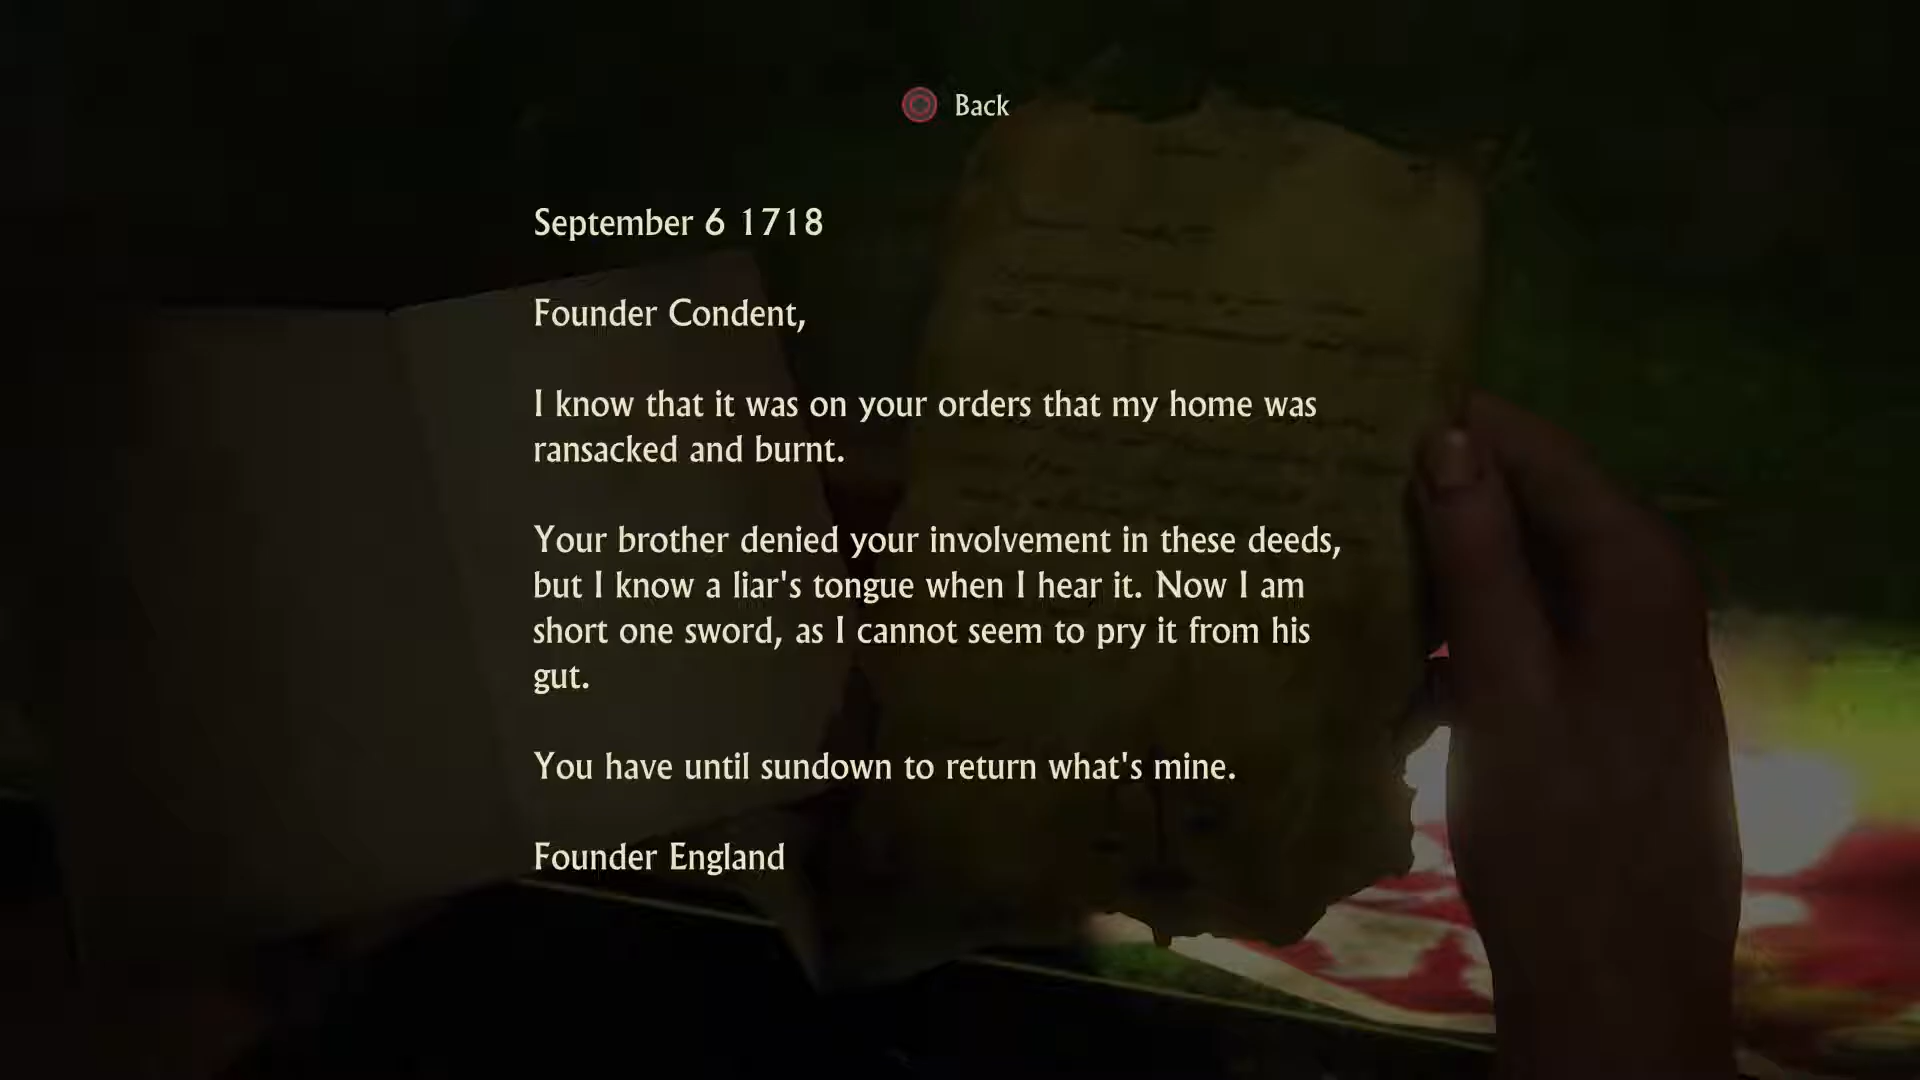 Back
September 6 1718
Founder Condent,
I know that it was on your orders that my home was
ransacked and burnt.
Your brother denied your involvement in these deeds,
but I know a liar's tongue when I hear it. Now I am
short one sword, as I cannot seem to pry it from his
gut.
You have until sundown to return what's mine.
Founder England